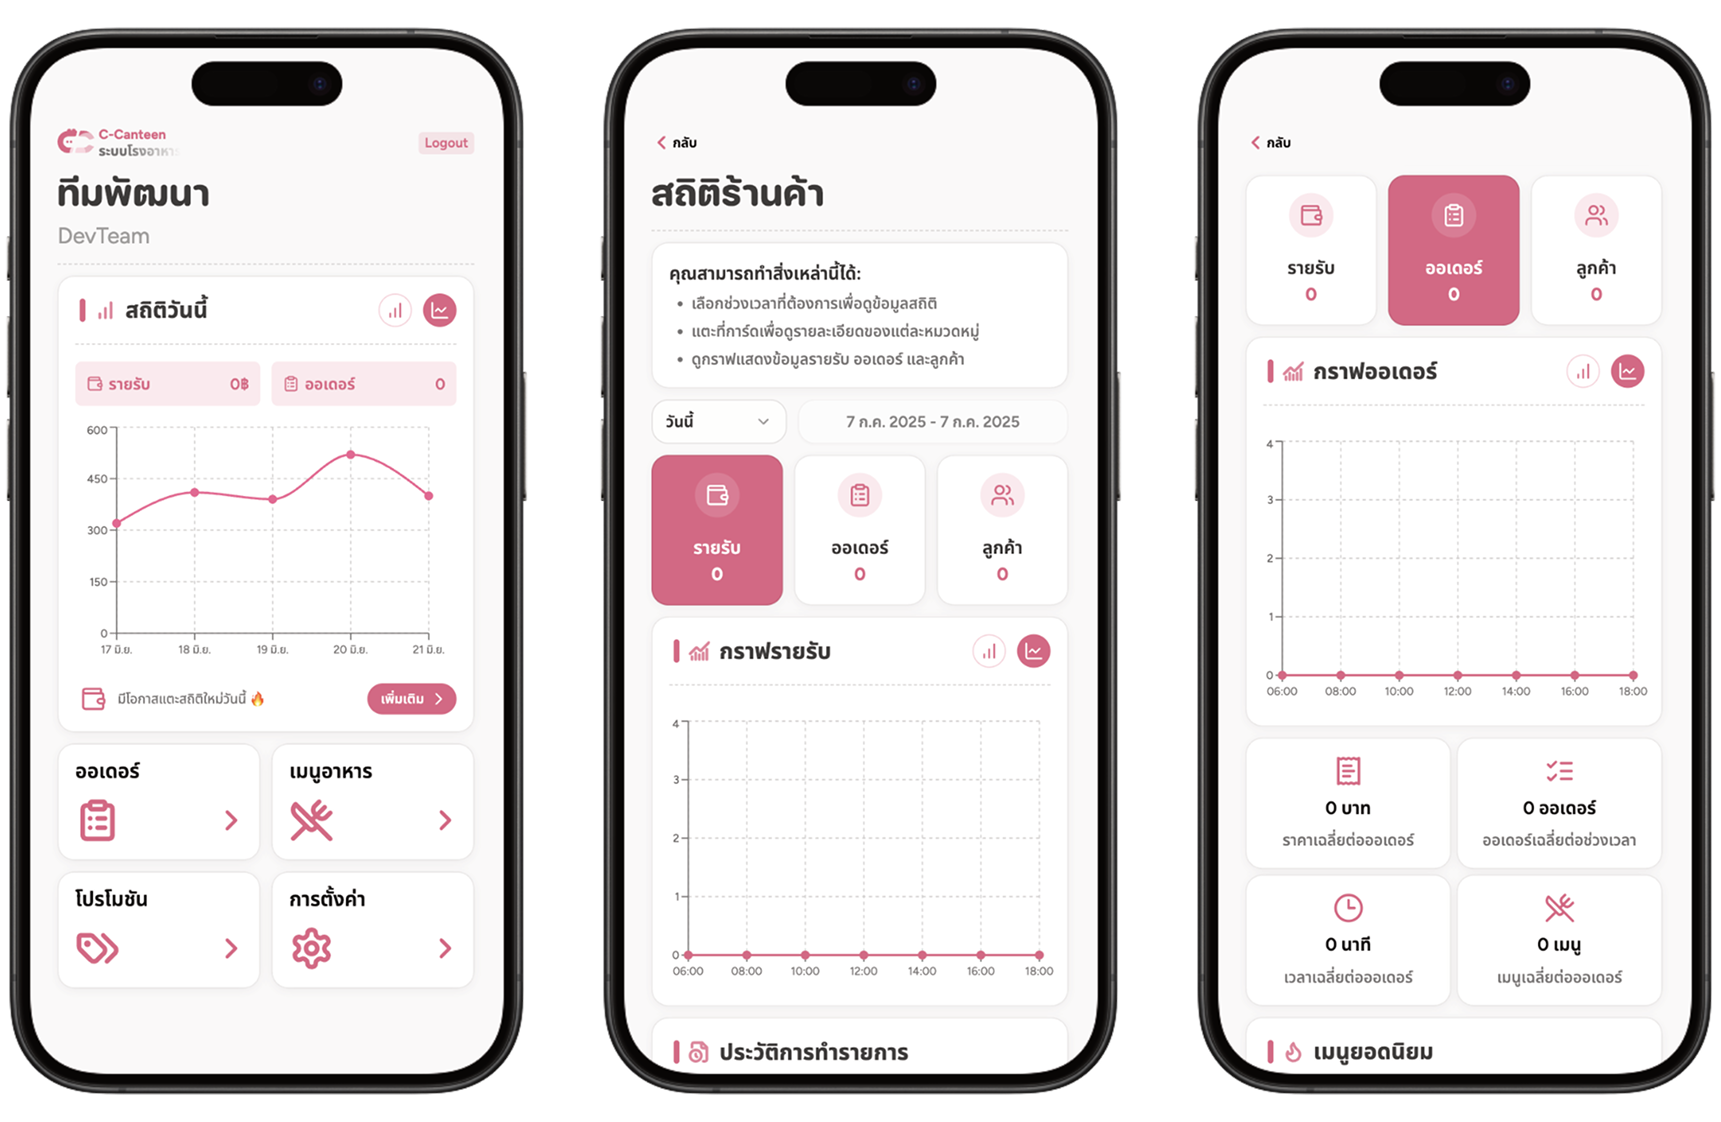 C-Canteen
ระบบโรงอาหาร
Logout
ทีมพัฒนา
DevTeam
สถิติวันนี้
รายรับ 0฿
ออเดอร์ 0
600
450
300
150
0
17 มิ.ย. 18 มิ.ย. 19 มิ.ย. 20 มิ.ย. 21 มิ.ย.
มีโอกาสแตะสถิติใหม่วันนี้ 🔥
เพิ่มเติม
ออเดอร์
เมนูอาหาร
โปรโมชัน
การตั้งค่า
กลับ
สถิติร้านค้า
คุณสามารถทำสิ่งเหล่านี้ได้:
• เลือกช่วงเวลาที่ต้องการเพื่อดูข้อมูลสถิติ
• แตะที่การ์ดเพื่อดูรายละเอียดของแต่ละหมวดหมู่
• ดูกราฟแสดงข้อมูลรายรับ ออเดอร์ และลูกค้า
วันนี้
7 ก.ค. 2025 - 7 ก.ค. 2025
รายรับ
0
ออเดอร์
0
ลูกค้า
0
กราฟรายรับ
4
3
2
1
0
06:00 08:00 10:00 12:00 14:00 16:00 18:00
ประวัติการทำรายการ
กลับ
รายรับ
0
ออเดอร์
0
ลูกค้า
0
กราฟออเดอร์
4
3
2
1
0
06:00 08:00 10:00 12:00 14:00 16:00 18:00
0 บาท
ราคาเฉลี่ยต่อออเดอร์
0 ออเดอร์
ออเดอร์เฉลี่ยต่อช่วงเวลา
0 นาที
เวลาเฉลี่ยต่อออเดอร์
0 เมนู
เมนูเฉลี่ยต่อออเดอร์
เมนูยอดนิยม